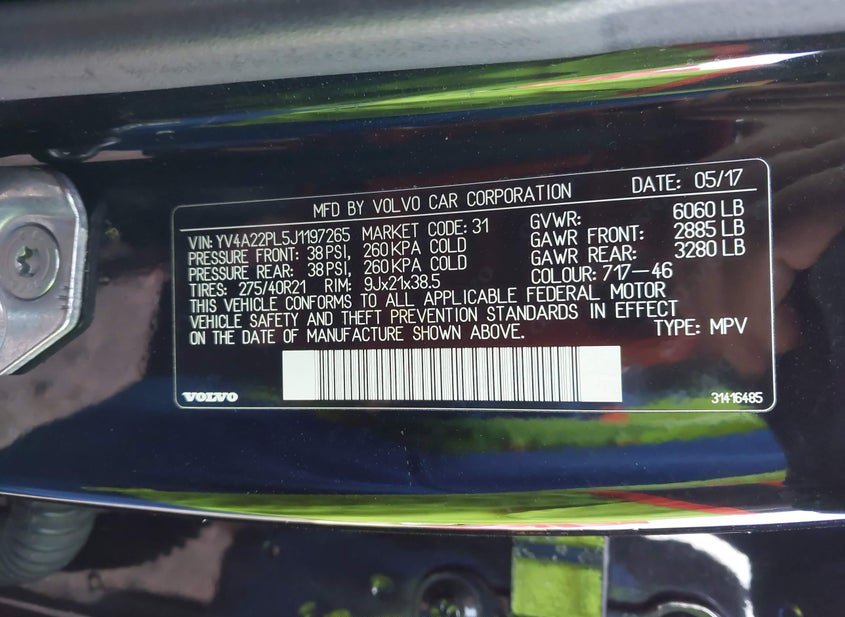 MFD BY VOLVO CAR CORPORATION DATE: 05/17
VIN: YV4A22PL5J1197265 MARKET CODE: 31 GVWR: 6060 LB
PRESSURE FRONT: 38 PSI, 260 KPA COLD GAWR FRONT: 2885 LB
PRESSURE REAR: 38 PSI, 260 KPA COLD GAWR REAR: 3280 LB
TIRES: 275/40R21 RIM: 9Jx21x38.5 COLOUR: 717-46
THIS VEHICLE CONFORMS TO ALL APPLICABLE FEDERAL MOTOR
VEHICLE SAFETY AND THEFT PREVENTION STANDARDS IN EFFECT
ON THE DATE OF MANUFACTURE SHOWN ABOVE. TYPE: MPV
VOLVO 31416485